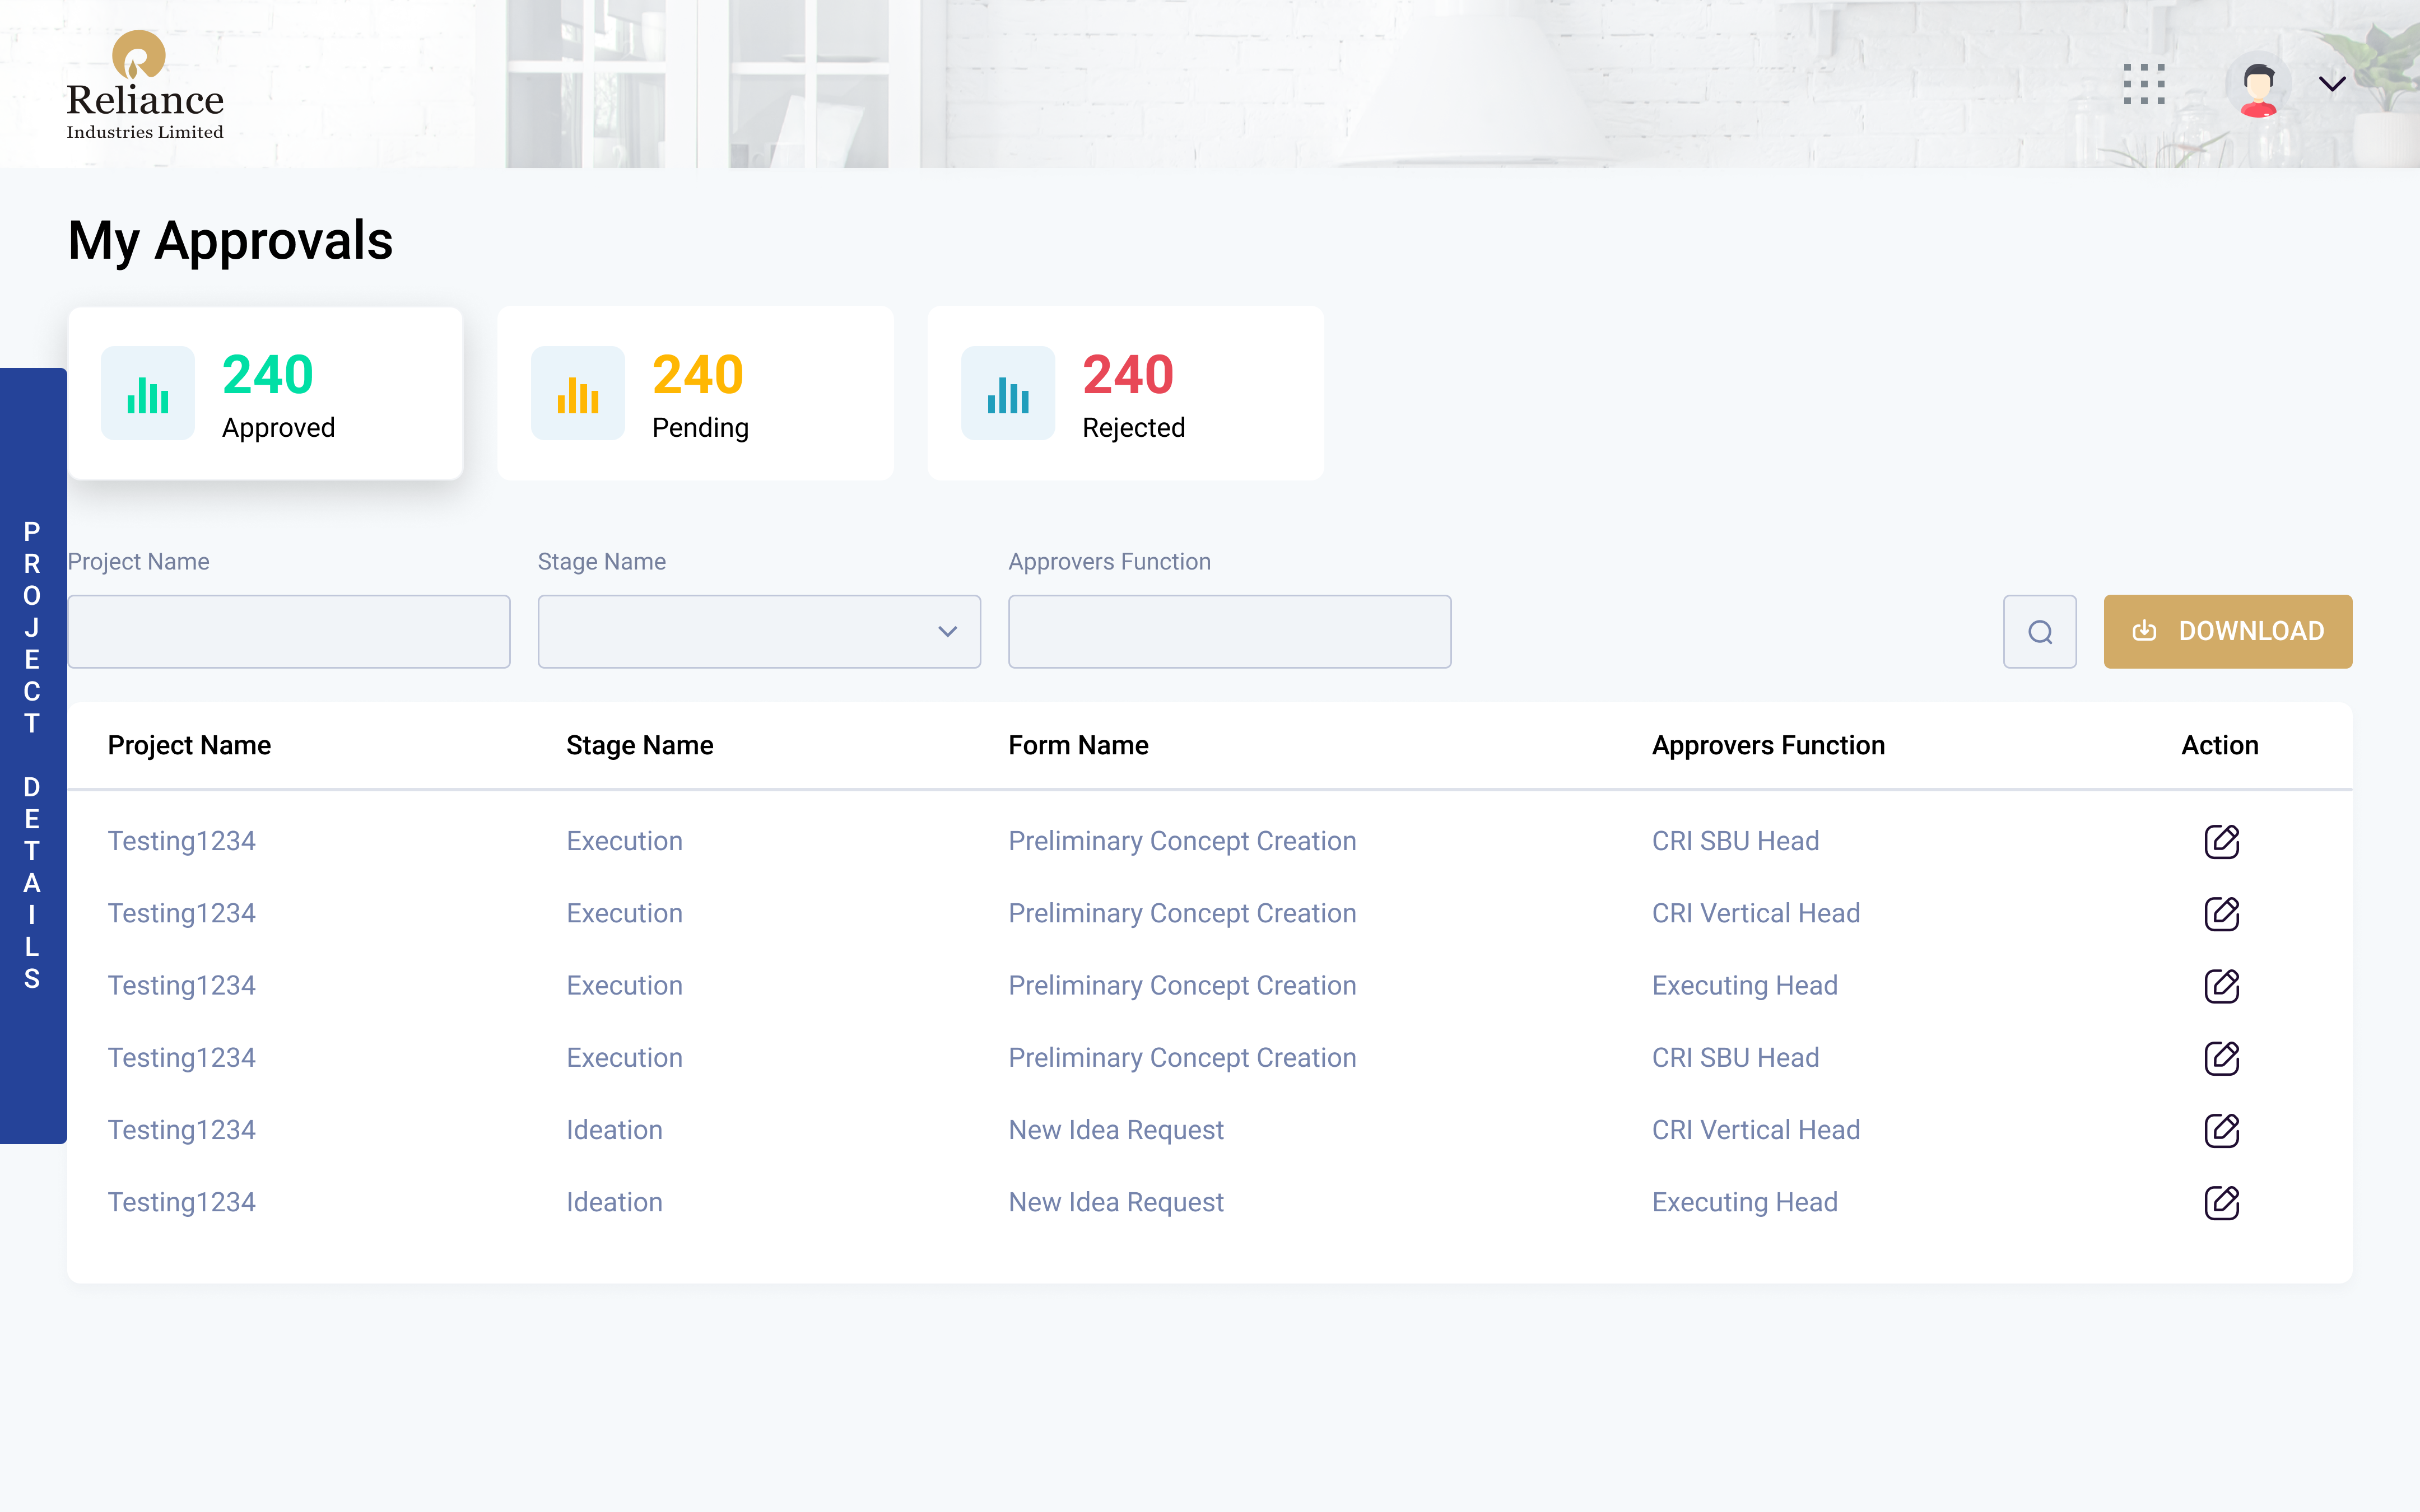 Reliance
Industries Limited
My Approvals
240
Approved
240
Pending
240
Rejected
PROJECT DETAILS
Project Name
Stage Name
Approvers Function
DOWNLOAD
Project Name Stage Name Form Name Approvers Function Action
Testing1234 Execution Preliminary Concept Creation CRI SBU Head
Testing1234 Execution Preliminary Concept Creation CRI Vertical Head
Testing1234 Execution Preliminary Concept Creation Executing Head
Testing1234 Execution Preliminary Concept Creation CRI SBU Head
Testing1234 Ideation New Idea Request CRI Vertical Head
Testing1234 Ideation New Idea Request Executing Head